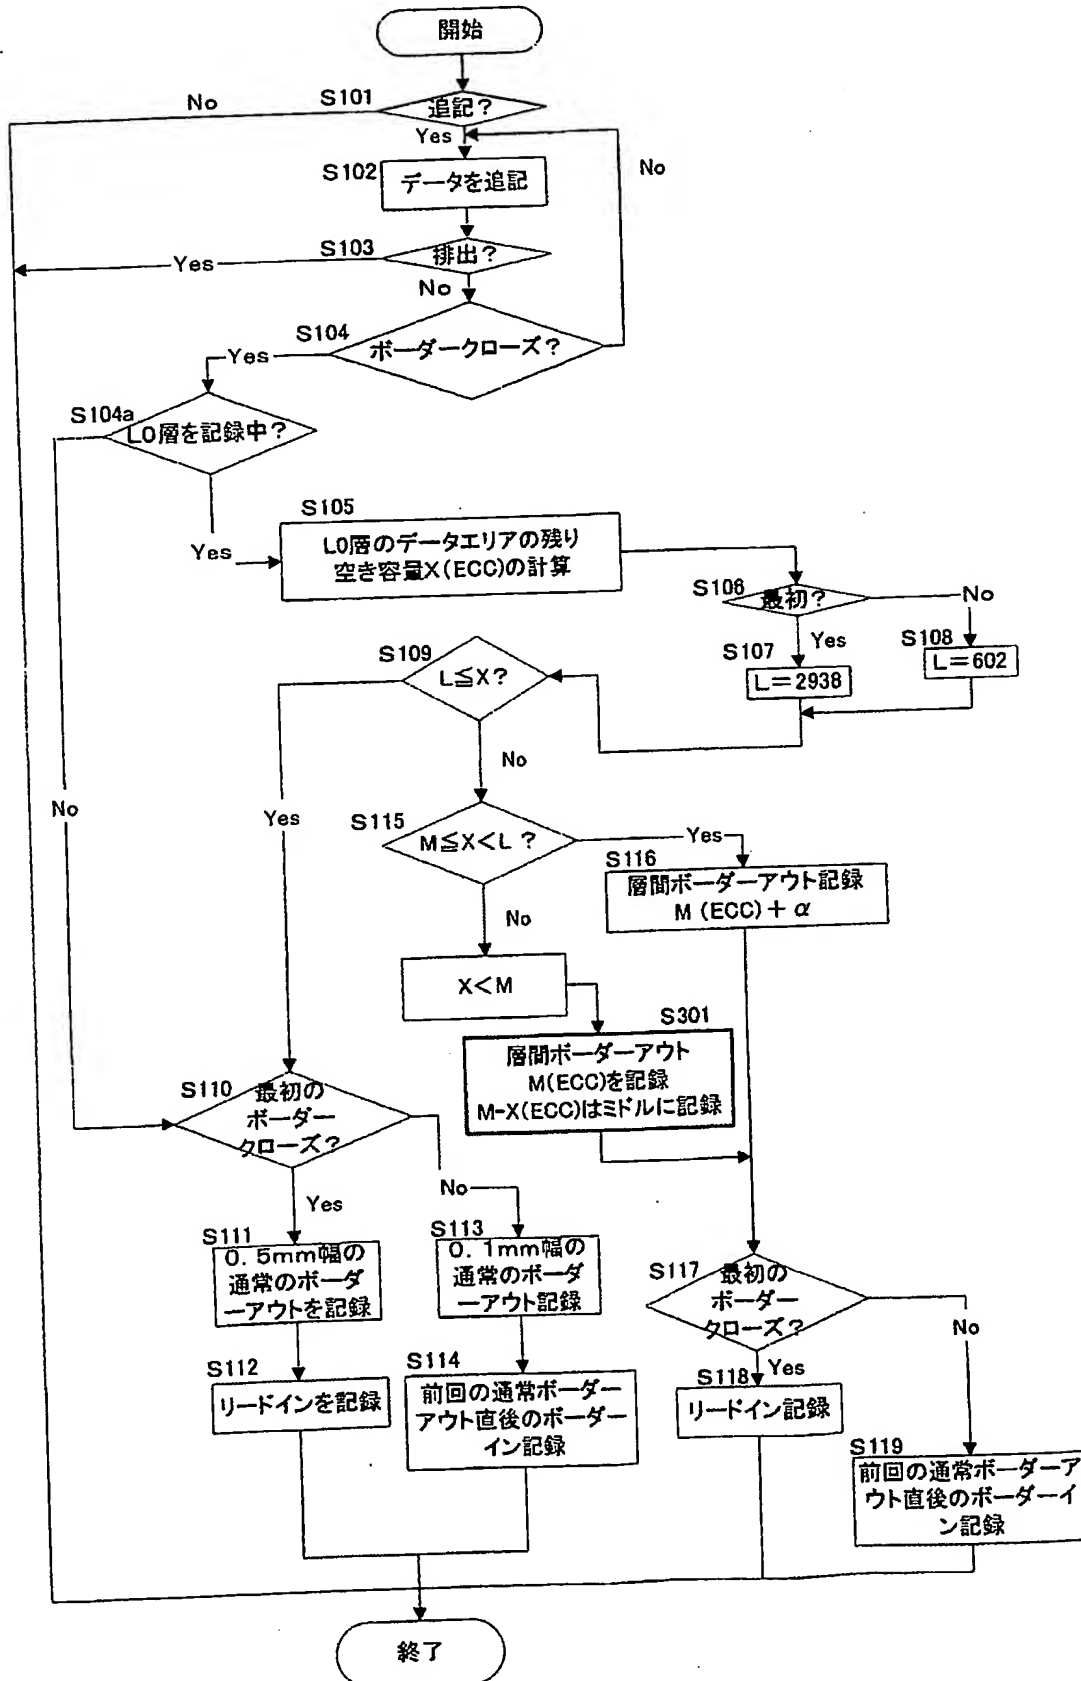 開始
No
S101
追記?
Yes
No
S102
データを追記
S103
排出?
Yes
No
S104
ボーダークローズ?
Yes
S104a
L0層を記録中?
S105
Yes
L0層のデータエリアの残り
空き容量X(ECC)の計算
S106
最初?
No
Yes
S107
S108
L=602
L=2938
S109
L≦X?
No
No
Yes
S115
M≦X<L?
Yes
S116
層間ボーダーアウト記録
M(ECC)+α
No
X<M
S301
層間ボーダーアウト
M(ECC)を記録
M-X(ECC)はミドルに記録
S110
最初の
ボーダー
クローズ?
Yes
No
S111
0.5mm幅の
通常のボーダ
ーアウトを記録
S113
0.1mm幅の
通常のボーダ
ーアウト記録
S117
最初の
ボーダー
クローズ?
No
S112
リードインを記録
S114
前回の通常ボーダー
アウト直後のボーダー
イン記録
Yes
S118
リードイン記録
S119
前回の通常ボーダーア
ウト直後のボーダーイ
ン記録
終了